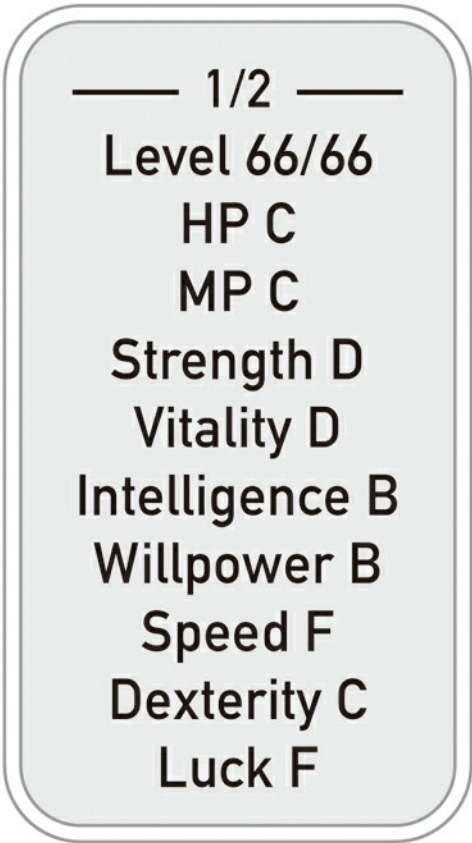 1/2
Level 66/66
HP C
MP C
Strength D
Vitality D
Intelligence B
Willpower B
Speed F
Dexterity C
Luck F